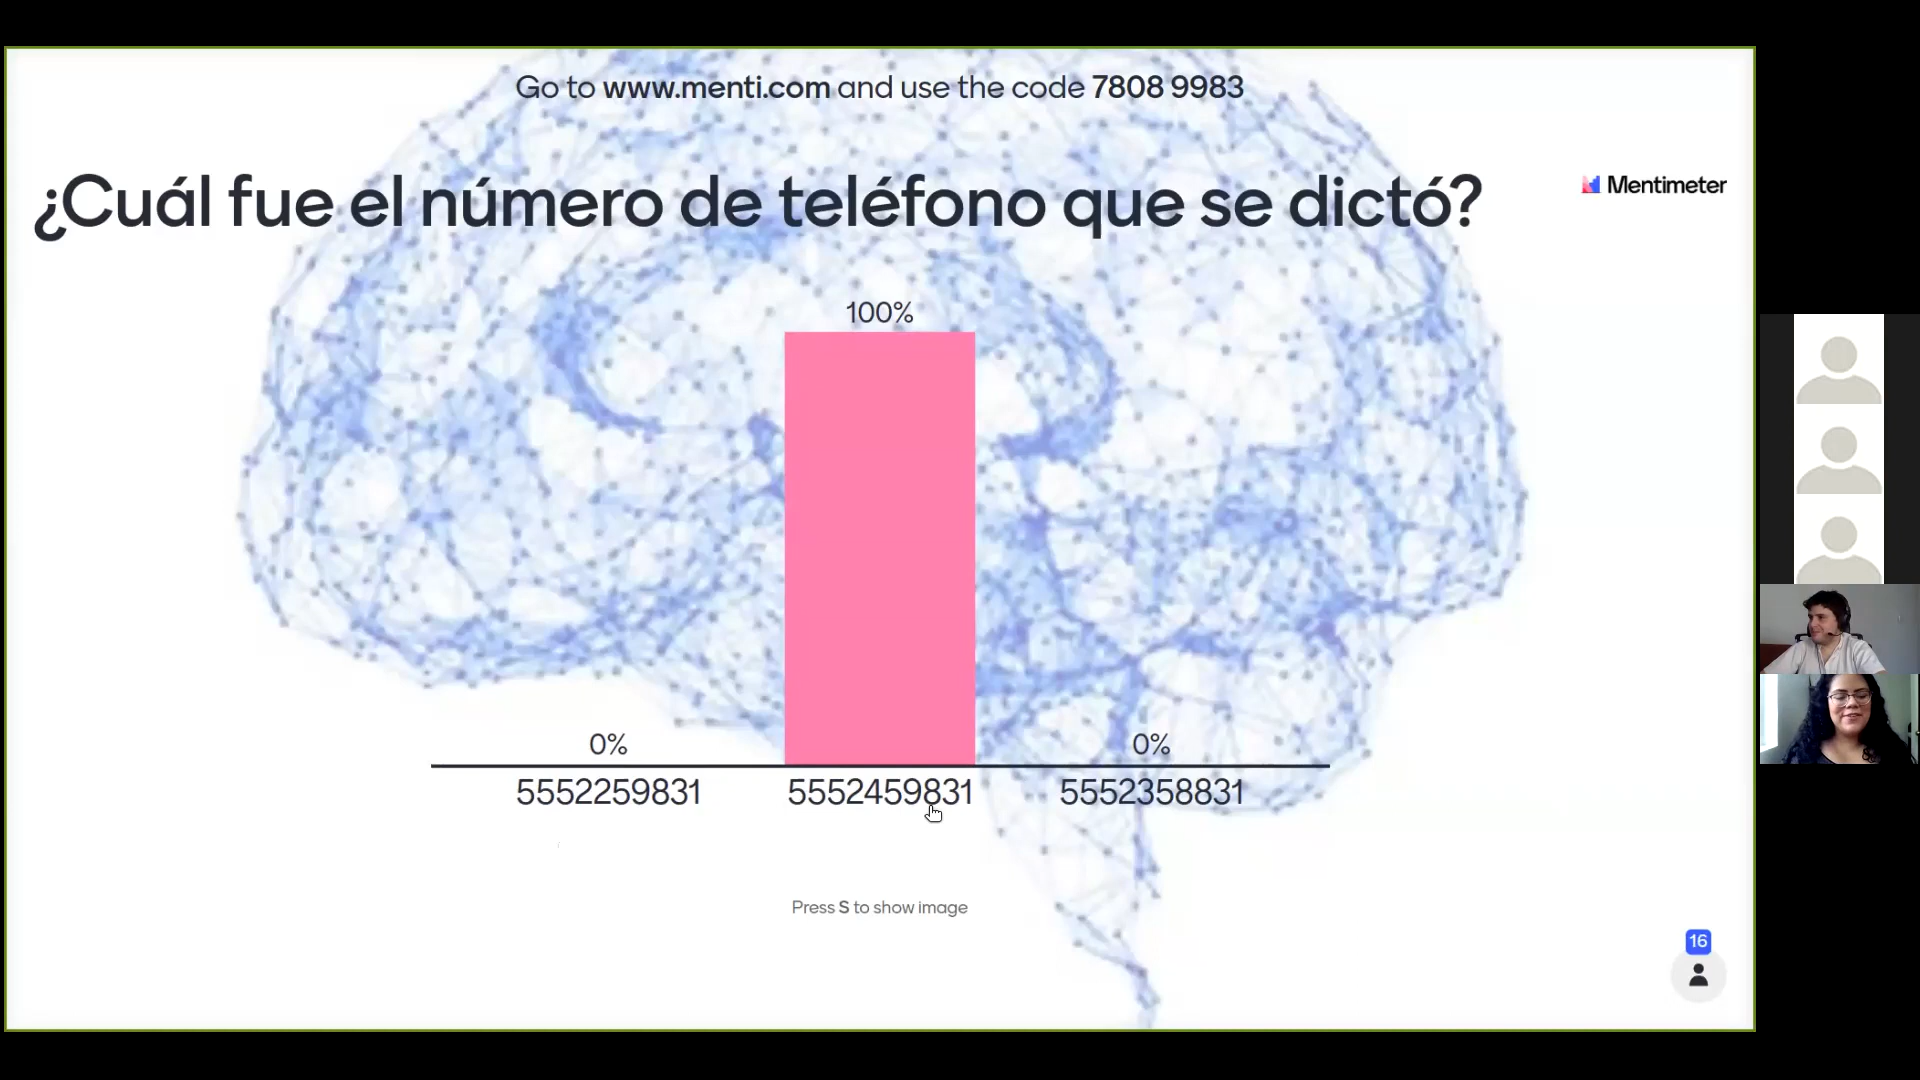 Go to www.menti.com and use the code 7808 9983
¿Cuál fue el número de teléfono que se dictó?
Mentimeter
100%
0%
0%
5552259831
5552459831
5552358831
Press S to show image
16